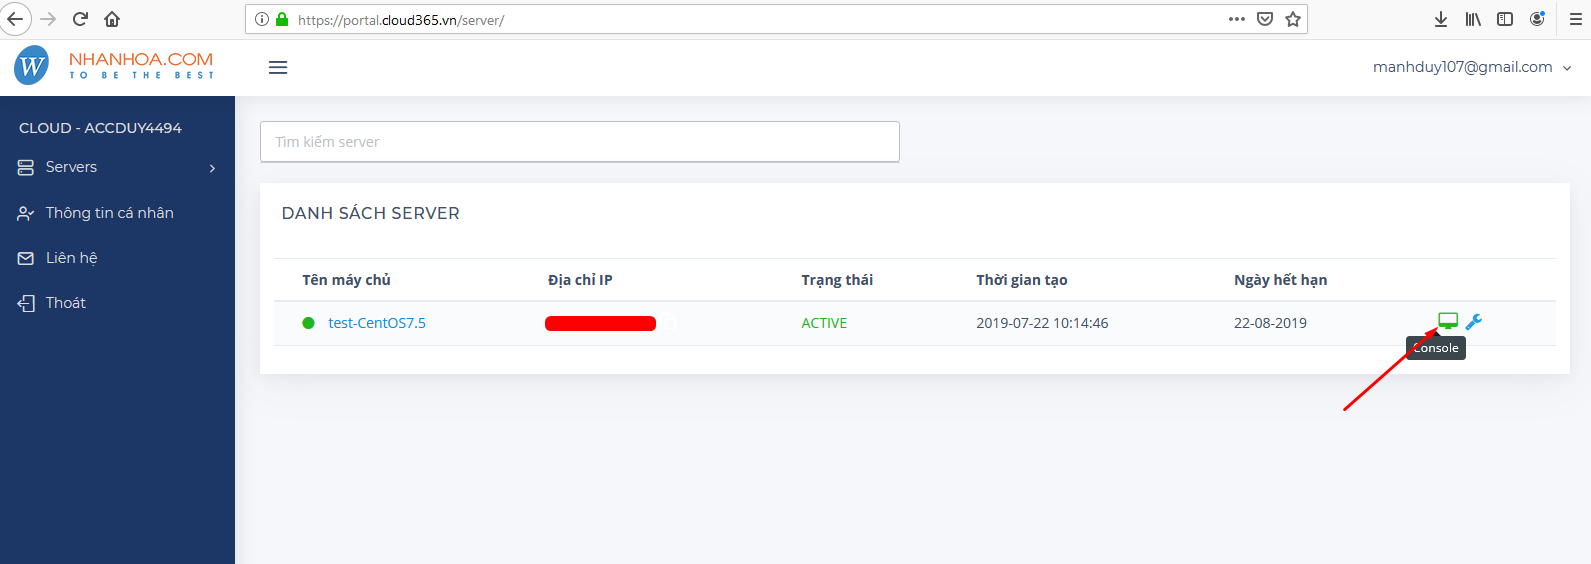 https://portal.cloud365.vn/server/
W NHANHOA.COM
TO BE THE BEST
manhduy107@gmail.com
CLOUD - ACCDUY4494
Servers
Thông tin cá nhân
Liên hệ
Thoát
Tìm kiếm server
DANH SÁCH SERVER
Tên máy chủ Địa chỉ IP Trạng thái Thời gian tạo Ngày hết hạn
test-CentOS7.5 ACTIVE 2019-07-22 10:14:46 22-08-2019
Console